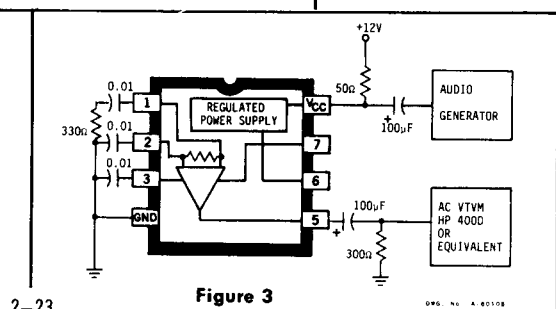 +12V
50Ω
100µF
+
AUDIO
GENERATOR
0.01
330Ω
0.01
0.01
1
2
3
GND
REGULATED
POWER SUPPLY
VCC
7
6
5
100µF
+
300Ω
AC VTVM
HP 400D
OR
EQUIVALENT
Figure 3
DWG. No. A-8050B
2-23